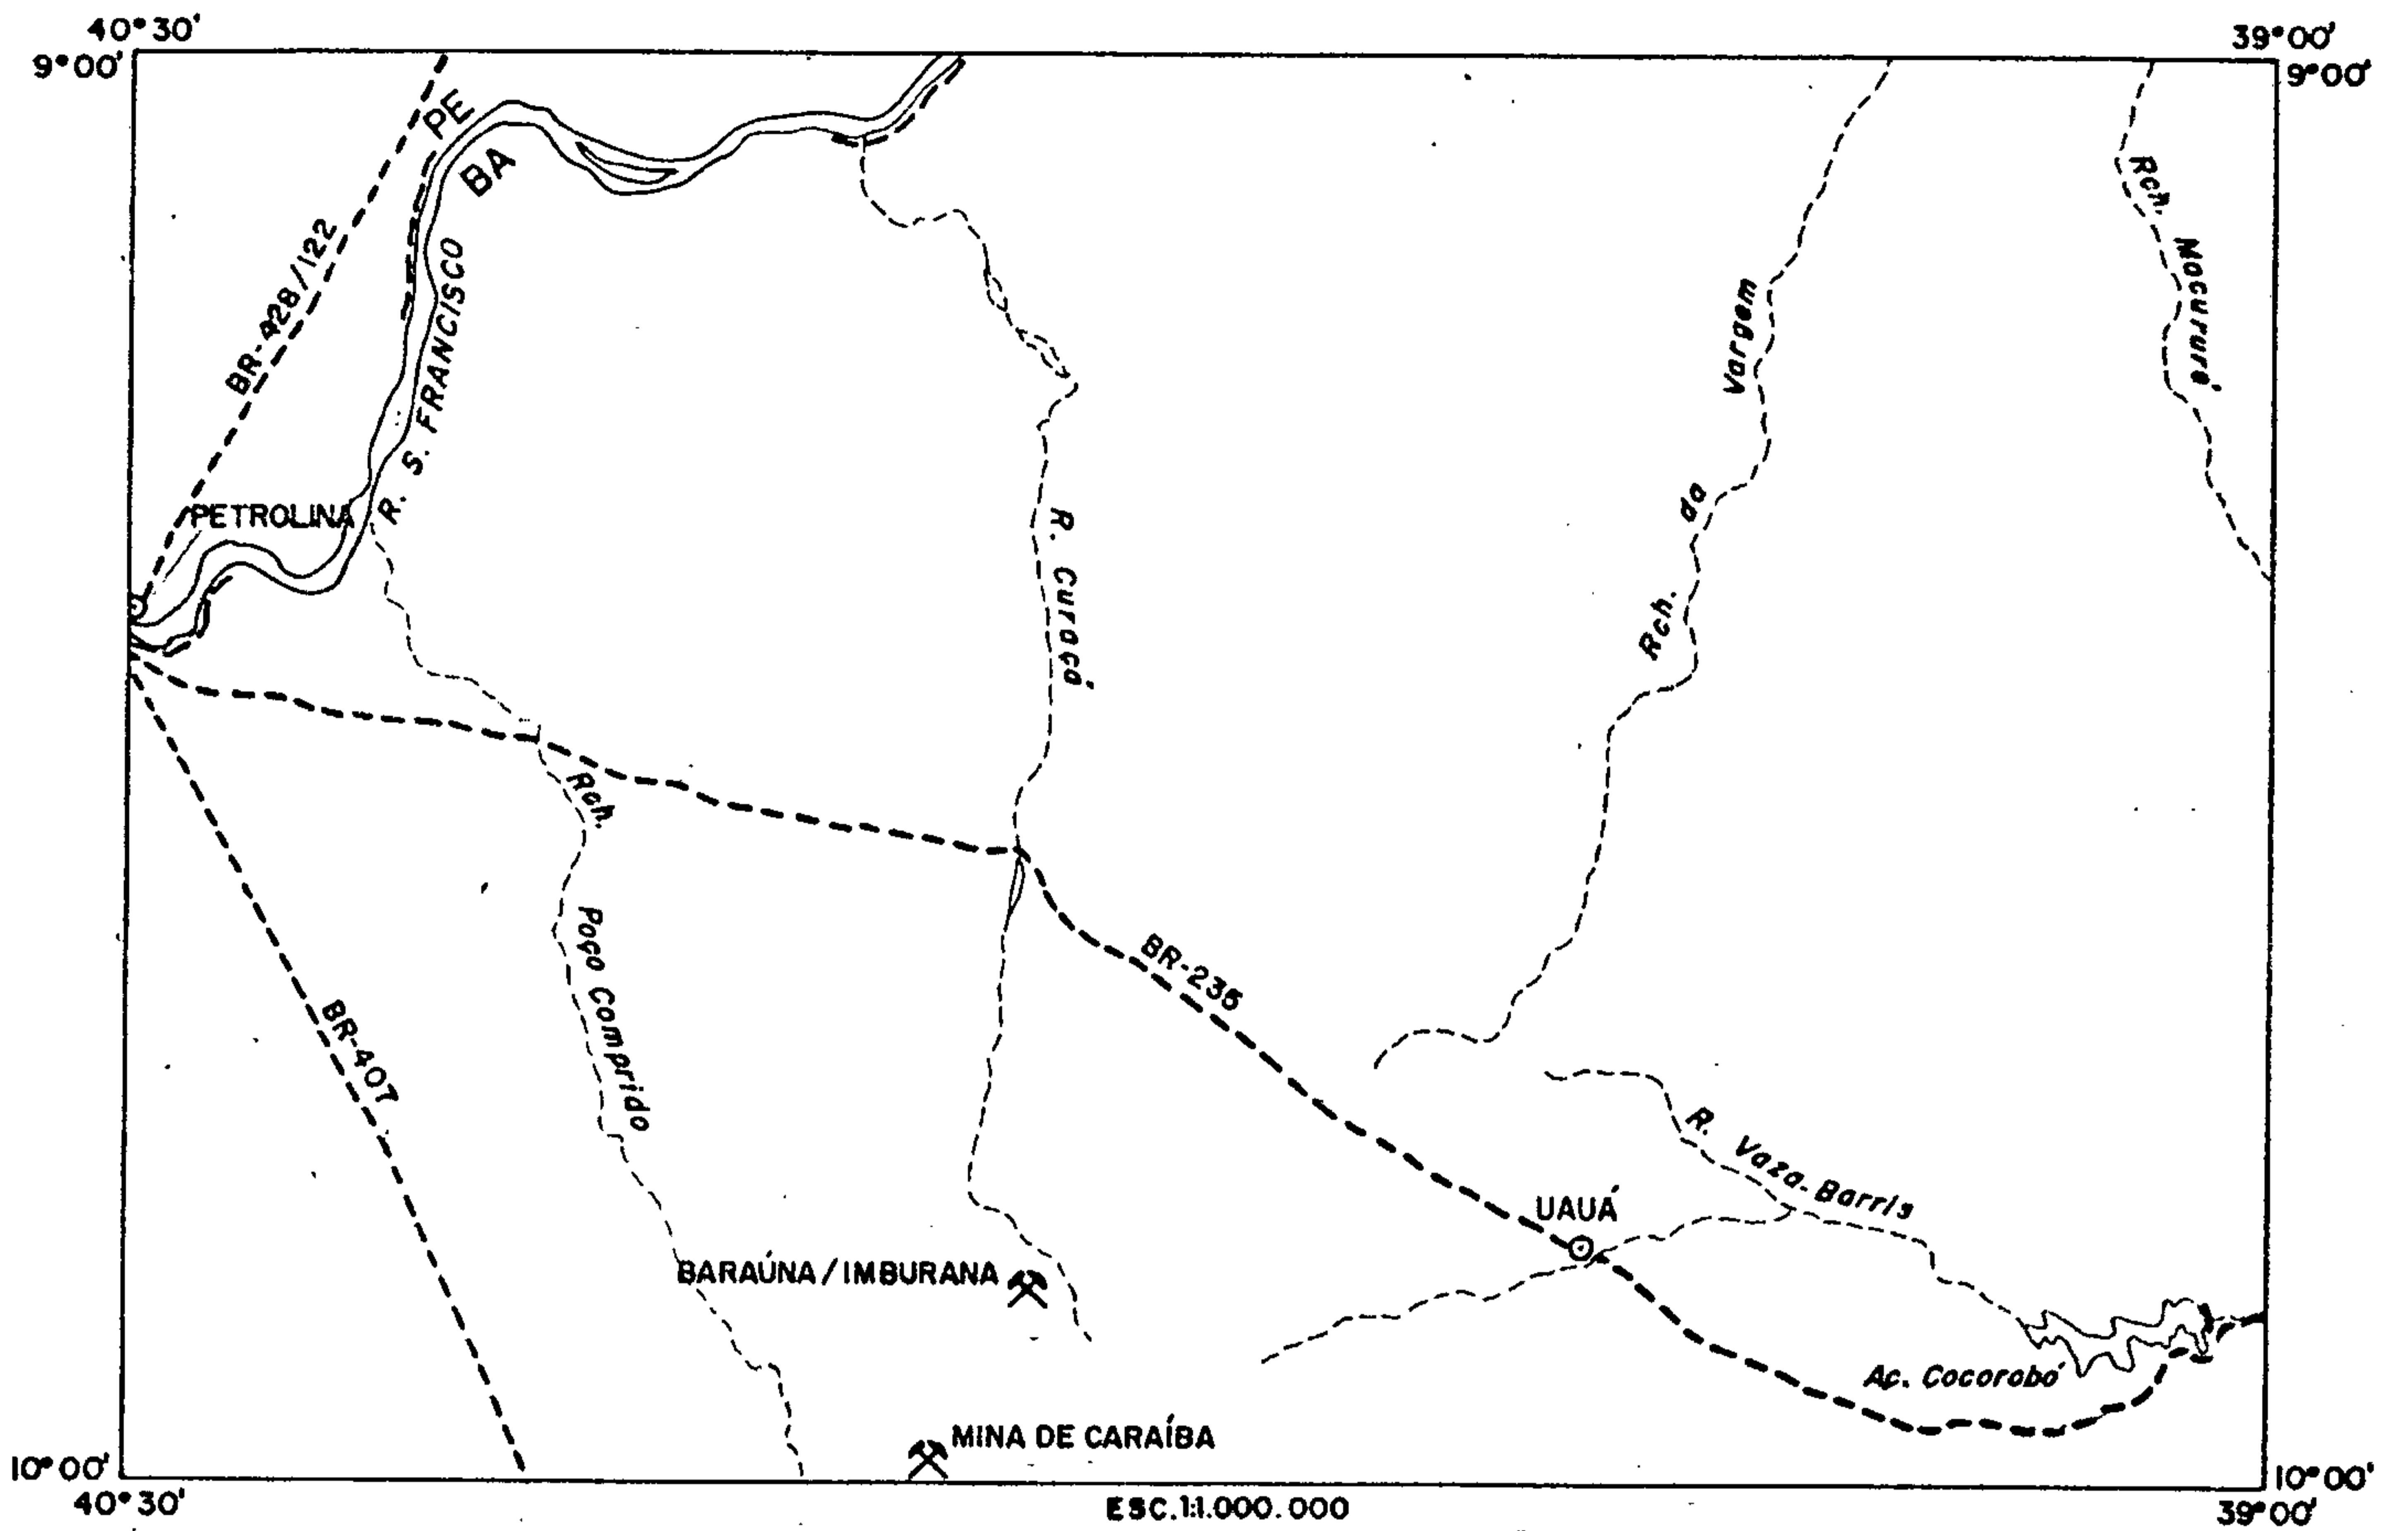 40°30'
39°00'
9°00'
9°00'
PE
BA
BR-428/122
R. S. FRANCISCO
PETROLINA
Rch. Macururé
Rch. da Vargem
R. Curaçá
Rch. Poço Comprido
BR-407
BR-235
R. Vaza-Barris
UAUÁ
BARAÚNA/IMBURANA
Ac. Cocorobó
MINA DE CARAÍBA
10°00'
10°00'
40°30'
39°00'
ESC.1:1.000.000